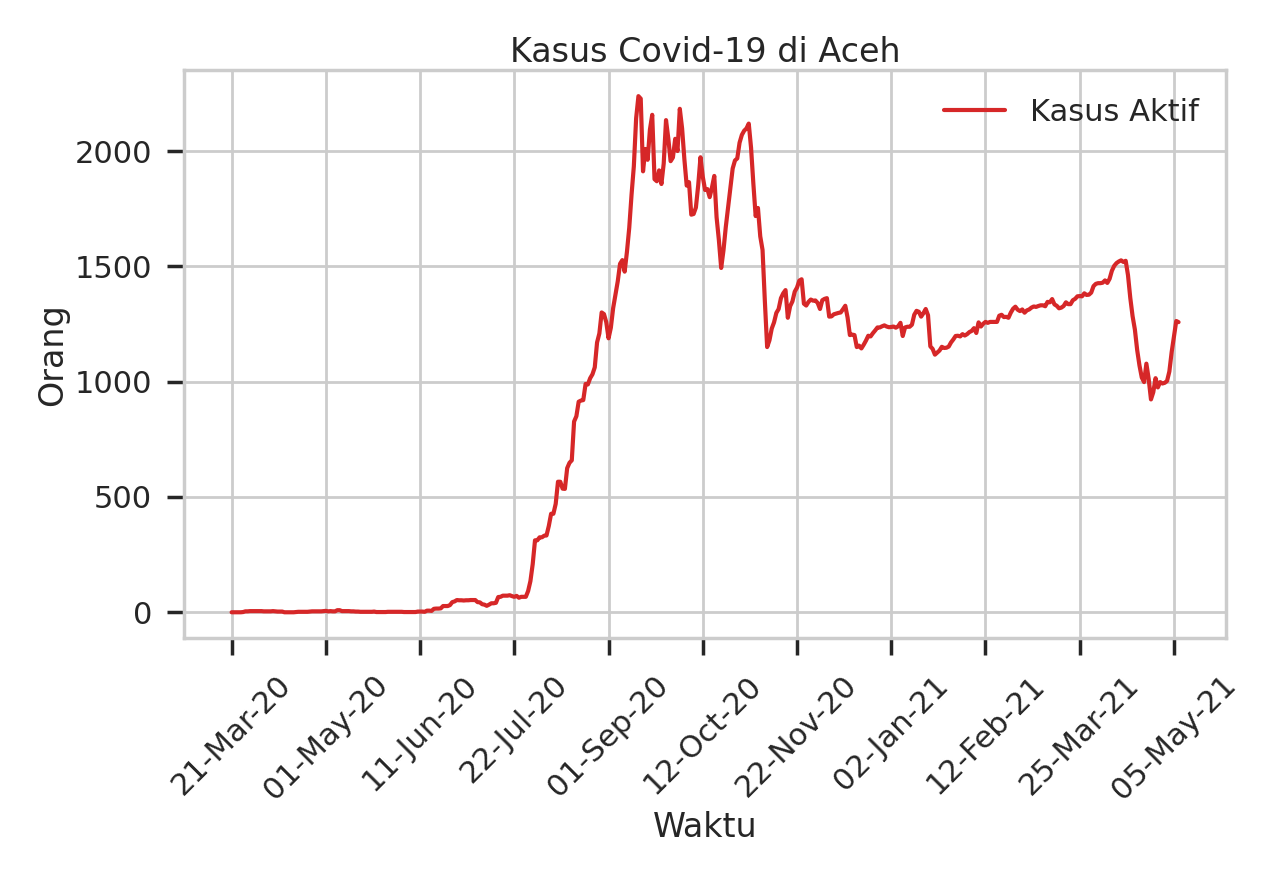 Kasus Covid-19 di Aceh
Kasus Aktif
Orang
2000
1500
1000
500
0
21-Mar-20
01-May-20
11-Jun-20
22-Jul-20
01-Sep-20
12-Oct-20
22-Nov-20
02-Jan-21
12-Feb-21
25-Mar-21
05-May-21
Waktu